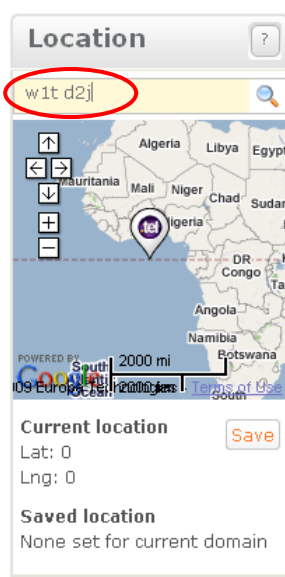 Location ?
w1t d2j
Algeria Libya Egypt
Mauritania Mali Niger Chad Sudan
Nigeria
.tel
DR
Congo
Angola
Namibia
Botswana
POWERED BY
Google
South
2000 mi
Terms of Use
South
Current location
Save
Lat: 0
Lng: 0
Saved location
None set for current domain